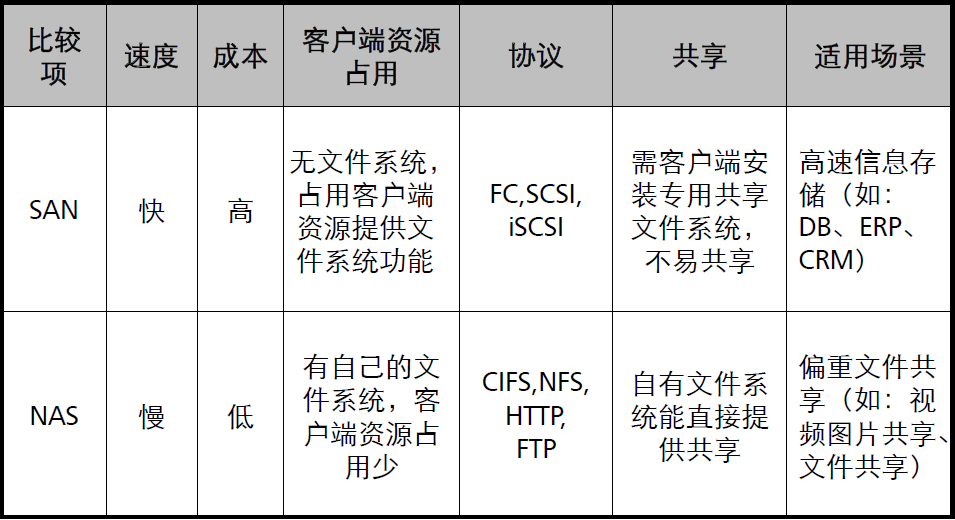 比较
项
速度
成本
客户端资源
占用
协议
共享
适用场景
SAN
快
高
无文件系统，
占用客户端
资源提供文
件系统功能
FC,SCSI,
iSCSI
需客户端安
装专用共享
文件系统，
不易共享
高速信息存
储（如：
DB、ERP、
CRM）
NAS
慢
低
有自己的文
件系统，客
户端资源占
用少
CIFS,NFS,
HTTP,
FTP
自有文件系
统能直接提
供共享
偏重文件共
享（如：视
频图片共享、
文件共享）